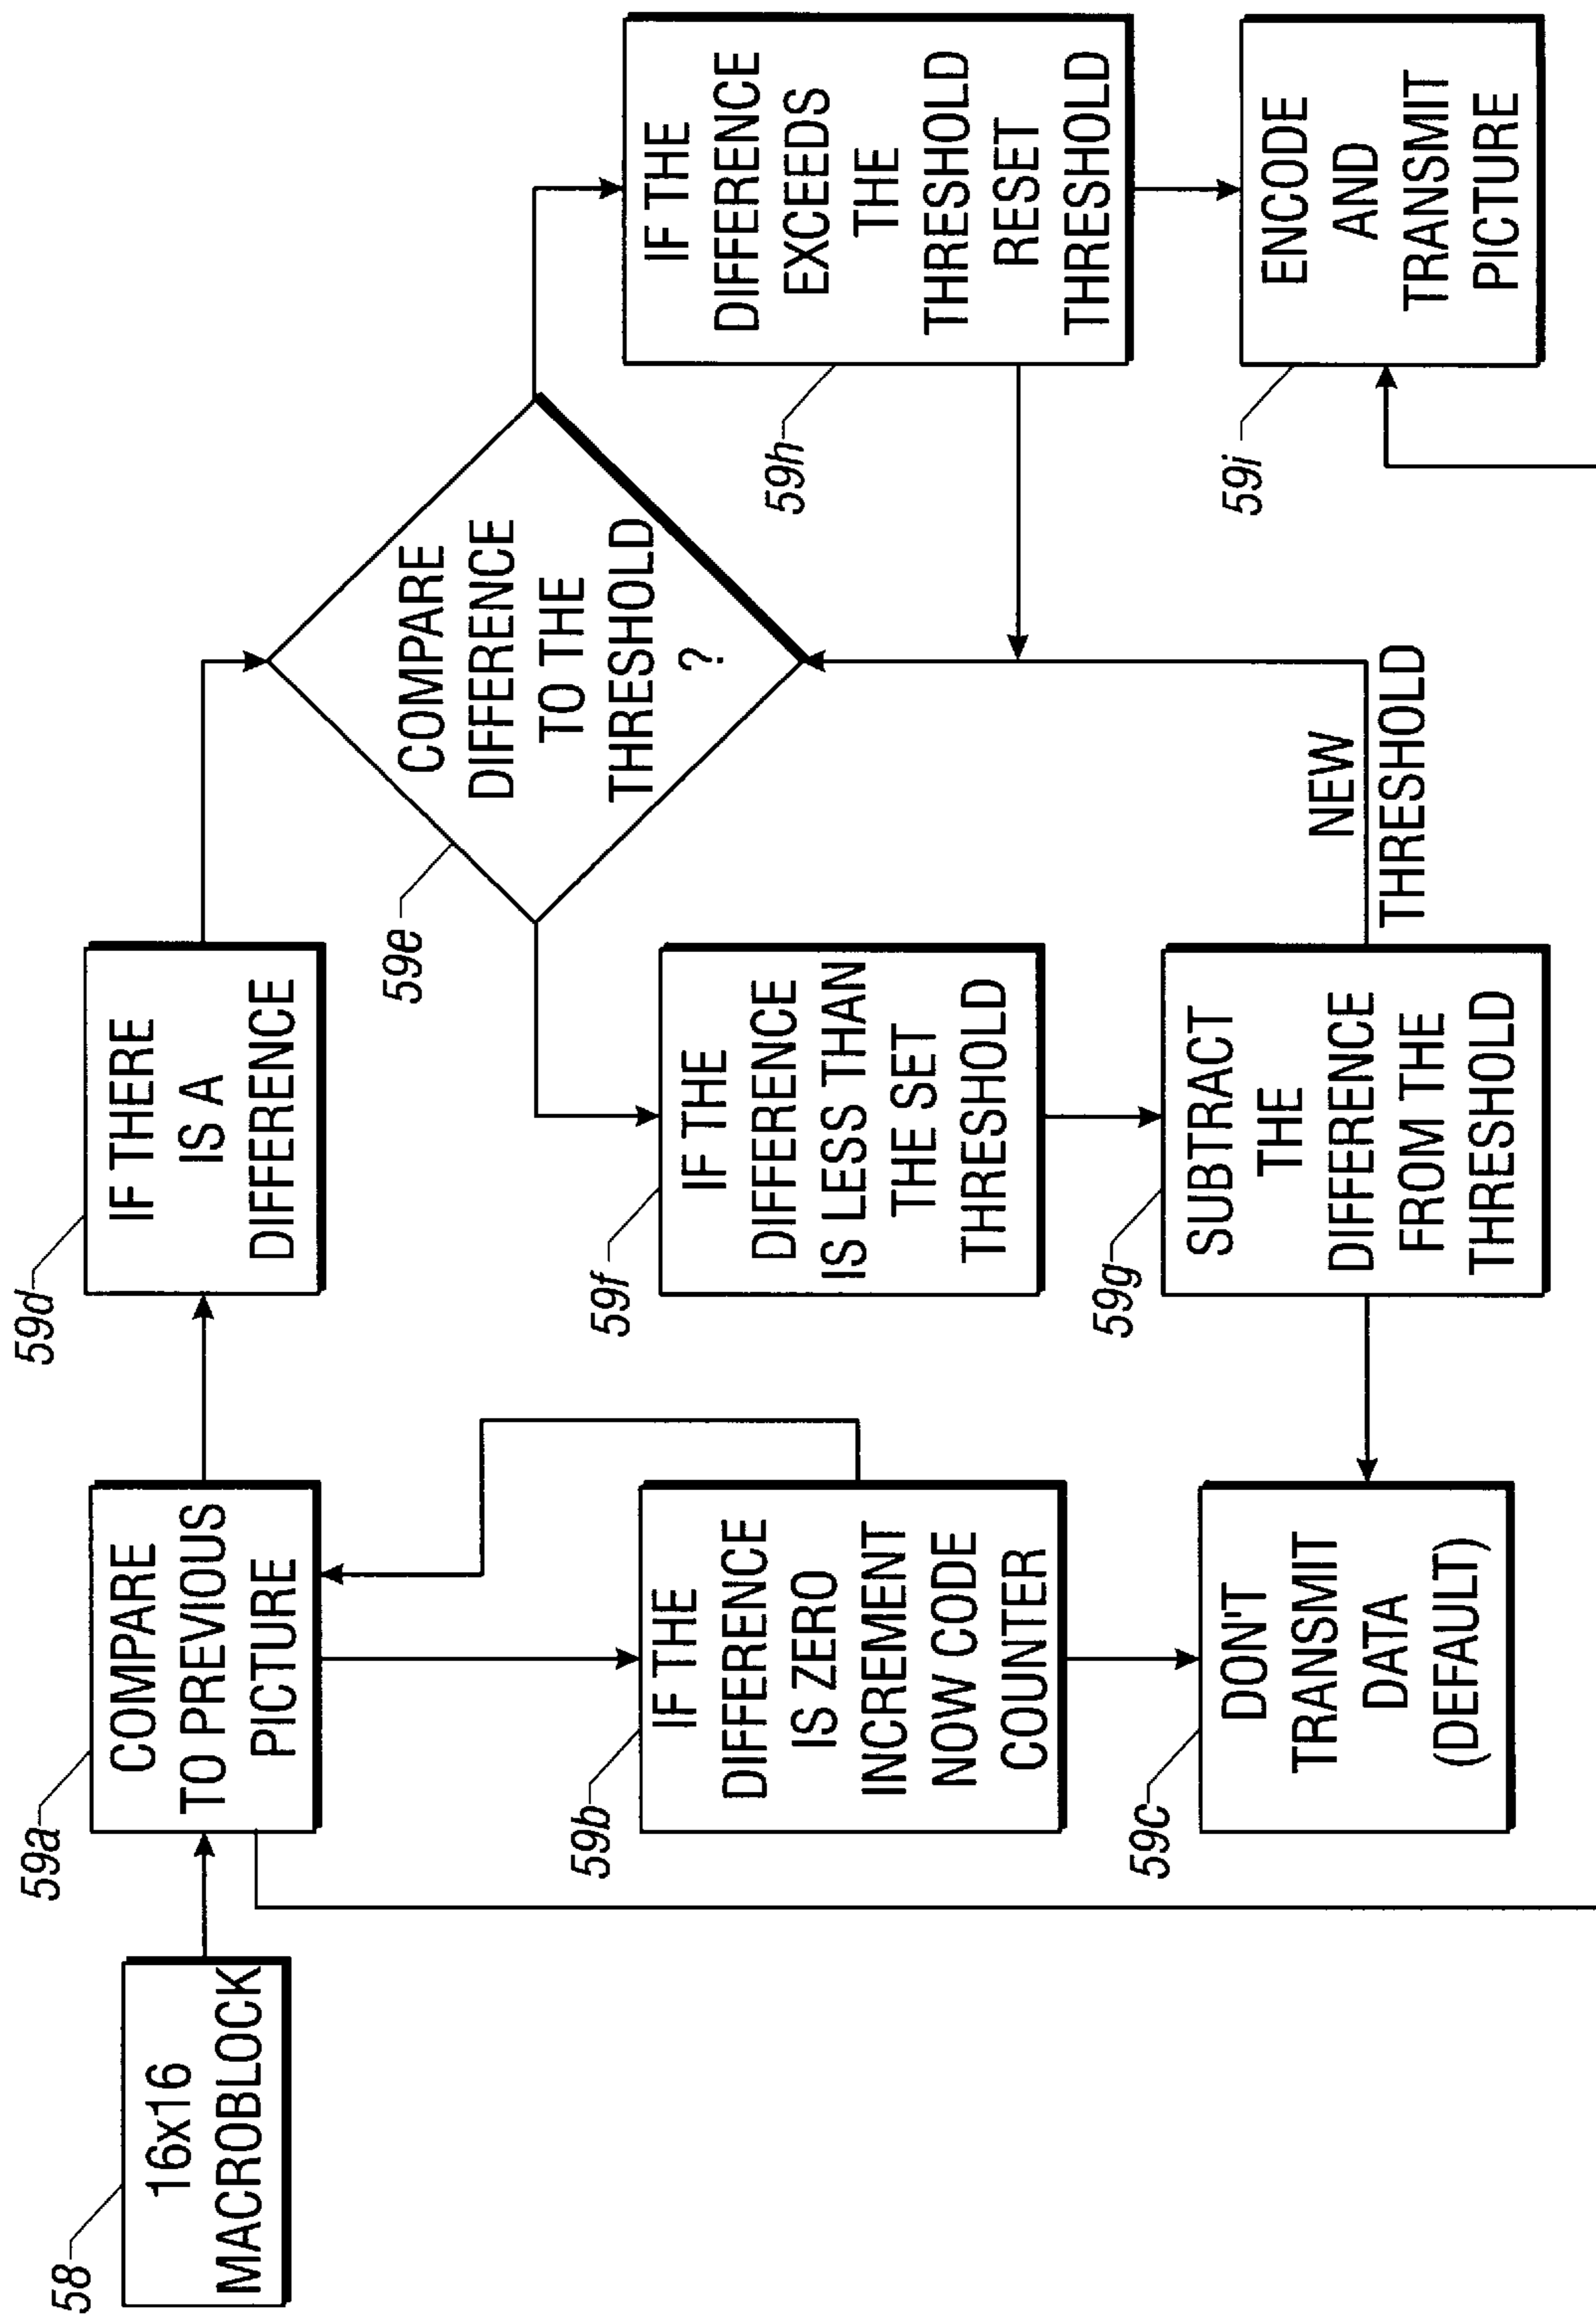 58
16x16
MACROBLOCK
59a
COMPARE
TO PREVIOUS
PICTURE
59b
IF THE
DIFFERENCE
IS ZERO
INCREMENT
NOW CODE
COUNTER
59c
DON'T
TRANSMIT
DATA
(DEFAULT)
59d
IF THERE
IS A
DIFFERENCE
59e
COMPARE
DIFFERENCE
TO THE
THRESHOLD
?
59f
IF THE
DIFFERENCE
IS LESS THAN
THE SET
THRESHOLD
59g
SUBTRACT
THE
DIFFERENCE
FROM THE
THRESHOLD
NEW
THRESHOLD
59h
IF THE
DIFFERENCE
EXCEEDS
THE
THRESHOLD
RESET
THRESHOLD
59i
ENCODE
AND
TRANSMIT
PICTURE